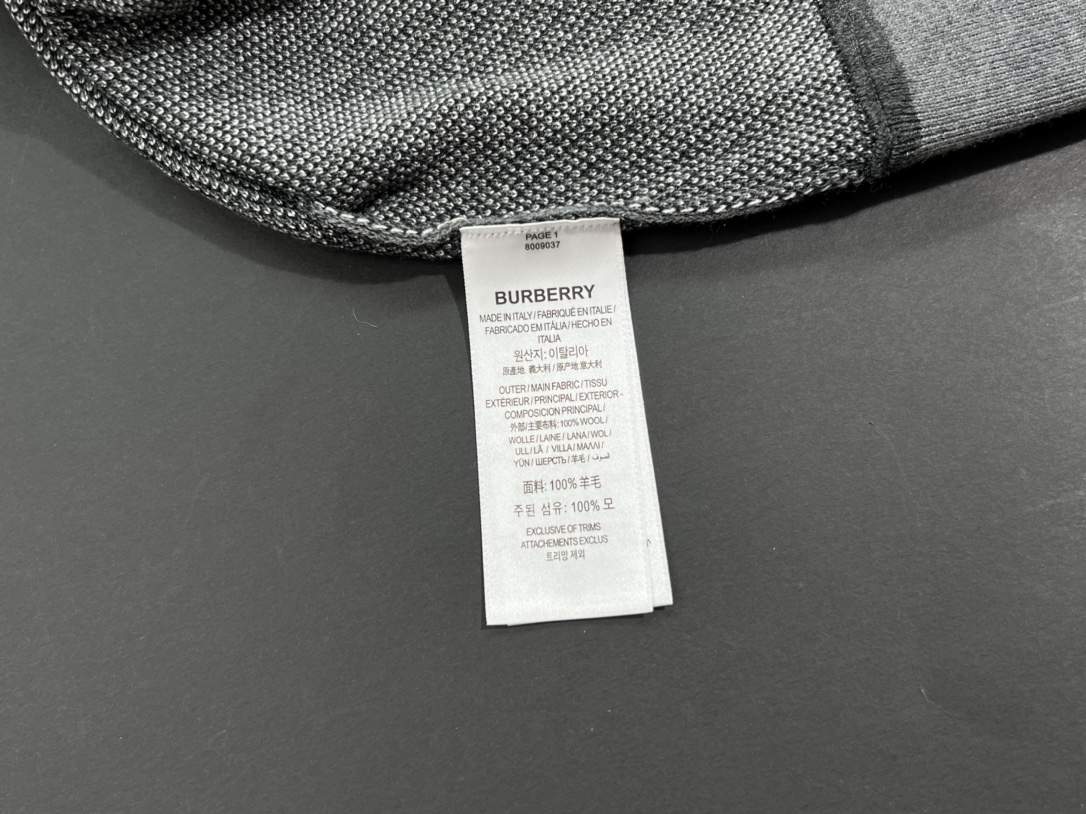 PAGE 1
8009037
BURBERRY
MADE IN ITALY / FABRIQUÉ EN ITALIE /
FABRICADO EM ITÁLIA / HECHO EN
ITALIA
원산지: 이탈리아
原產地: 義大利 / 原产地:意大利
OUTER / MAIN FABRIC / TISSU
EXTÉRIEUR / PRINCIPAL / EXTERIOR -
COMPOSICION PRINCIPAL /
外部/主要布料: 100% WOOL /
WOLLE / LAINE / LANA / WOL /
ULL / LÃ / VILLA / ΜΑΛΛΙ /
YÜN / ШЕРСТЬ / 羊毛 / صوف
面料: 100% 羊毛
주된 섬유: 100% 모
EXCLUSIVE OF TRIMS
ATTACHEMENTS EXCLUS
트리밍 제외